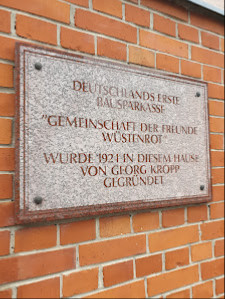 DEUTSCHLANDS ERSTE
BAUSPARKASSE
"GEMEINSCHAFT DER FREUNDE
WÜSTENROT"
WURDE 1921 IN DIESEM HAUSE
VON GEORG KROPP
GEGRÜNDET